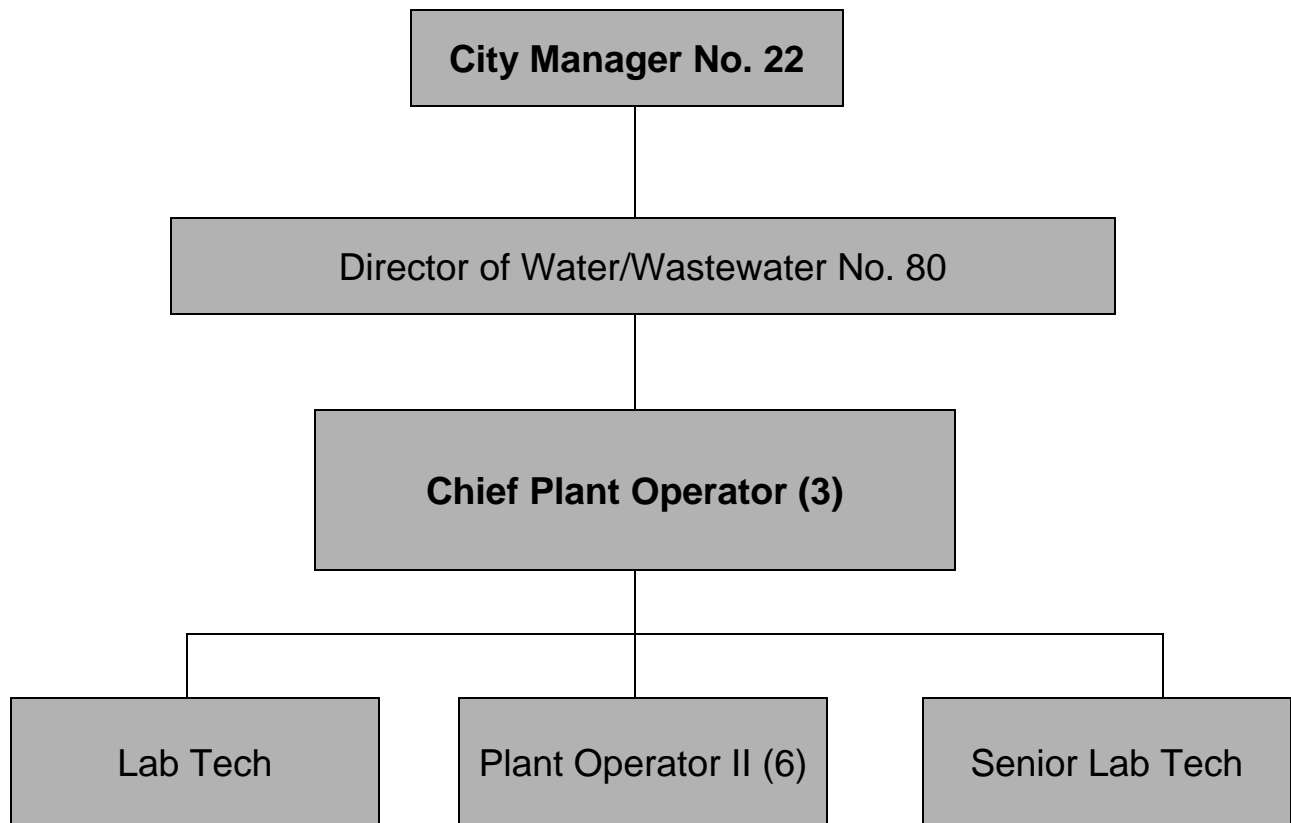 City Manager No. 22
Director of Water/Wastewater No. 80
Chief Plant Operator (3)
Lab Tech
Plant Operator II (6)
Senior Lab Tech